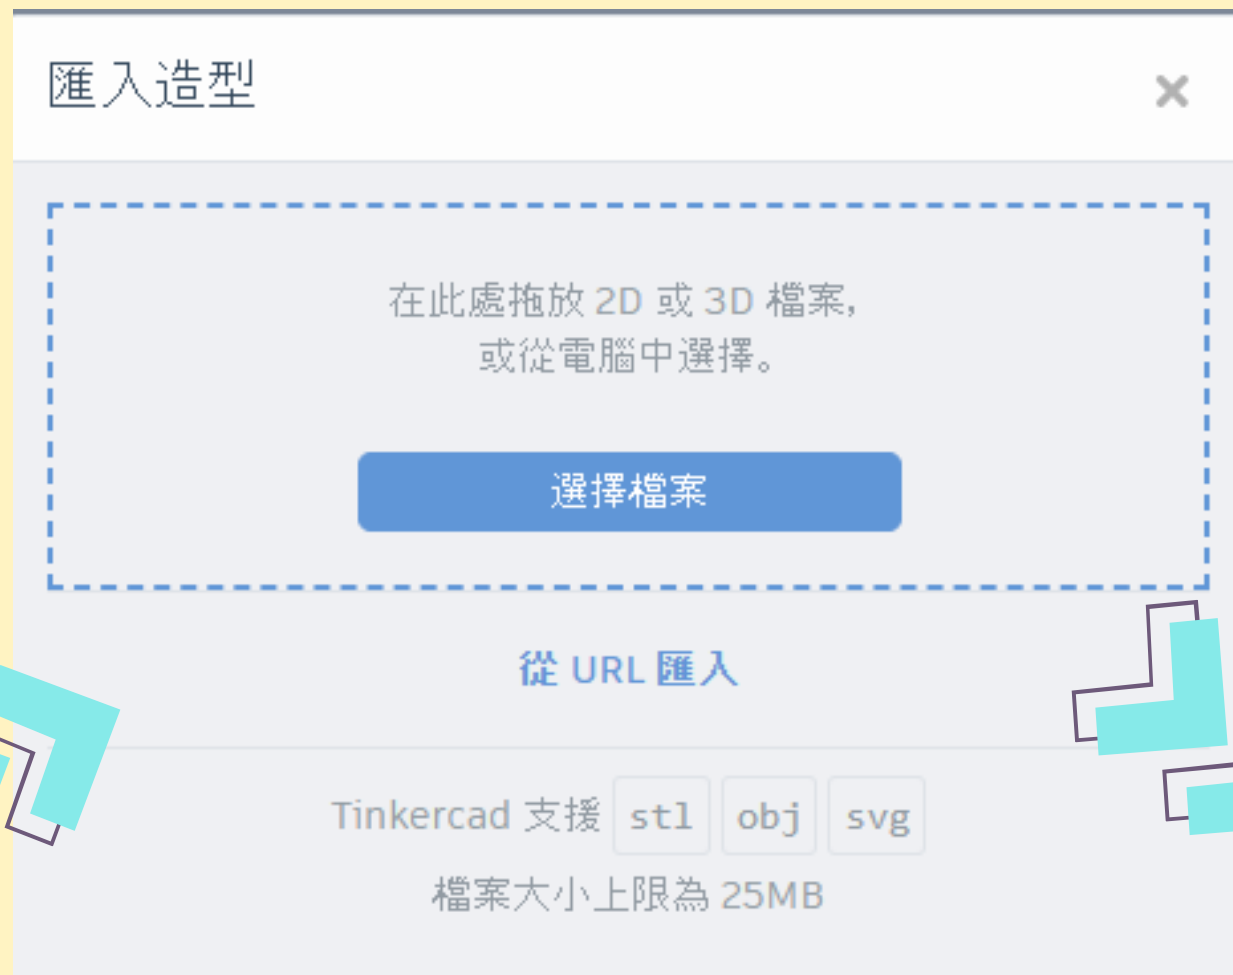 匯入造型
在此處拖放 2D 或 3D 檔案,
或從電腦中選擇。
選擇檔案
從 URL 匯入
Tinkercad 支援 stl obj svg
檔案大小上限為 25MB